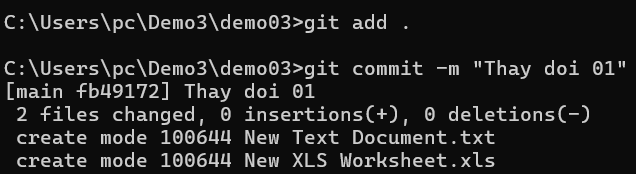 C:\Users\pc\Demo3\demo03>git add .
C:\Users\pc\Demo3\demo03>git commit -m "Thay doi 01"
[main fb49172] Thay doi 01
 2 files changed, 0 insertions(+), 0 deletions(-)
 create mode 100644 New Text Document.txt
 create mode 100644 New XLS Worksheet.xls